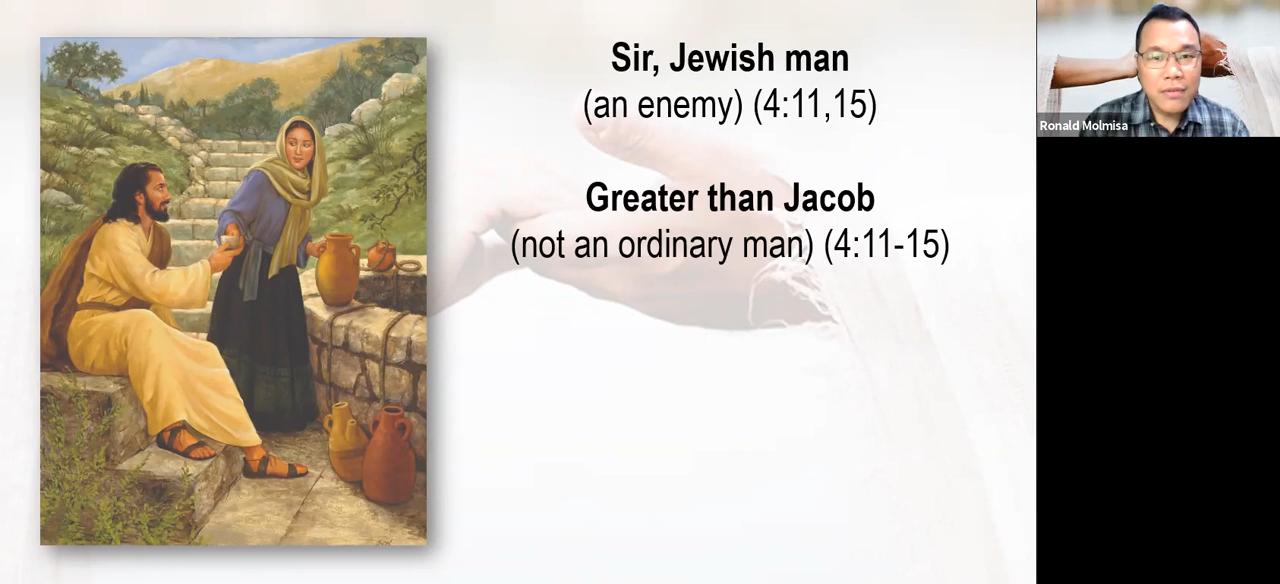 Sir, Jewish man
(an enemy) (4:11,15)
Greater than Jacob
(not an ordinary man) (4:11-15)
Ronald Molmisa